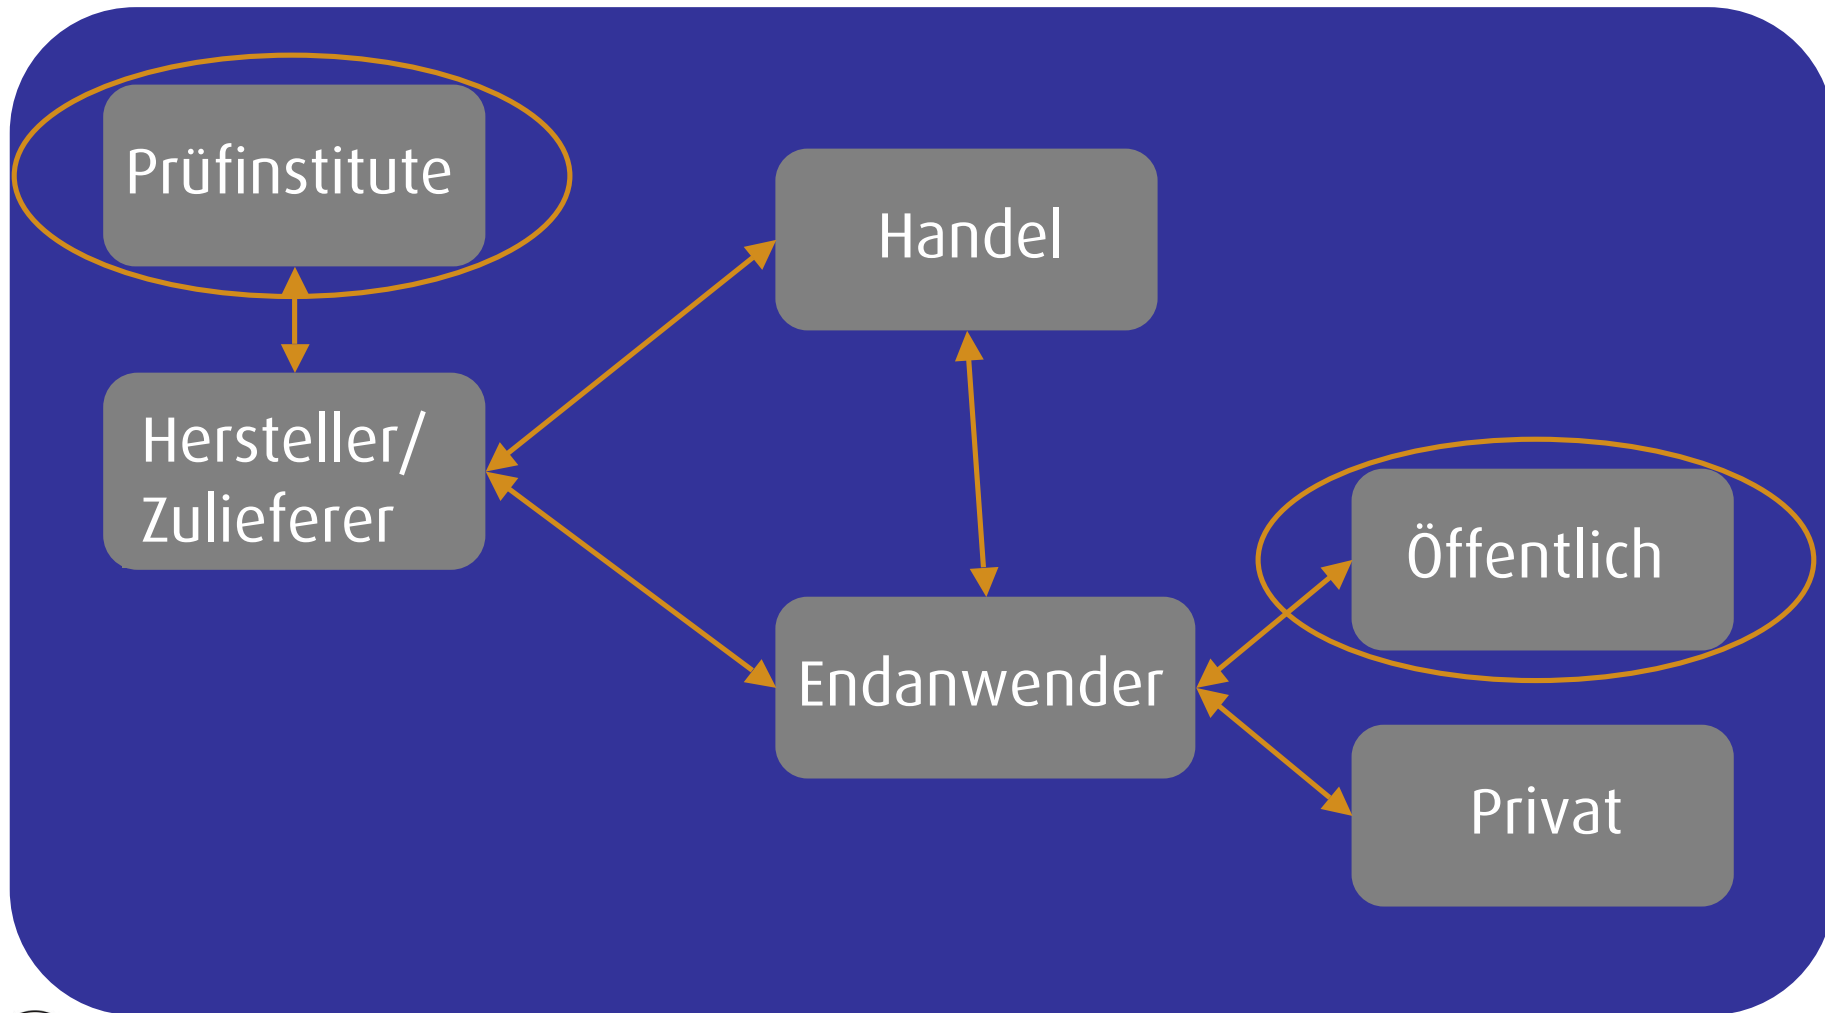 Prüfinstitute
Handel
Hersteller/
Zulieferer
Öffentlich
Endanwender
Privat